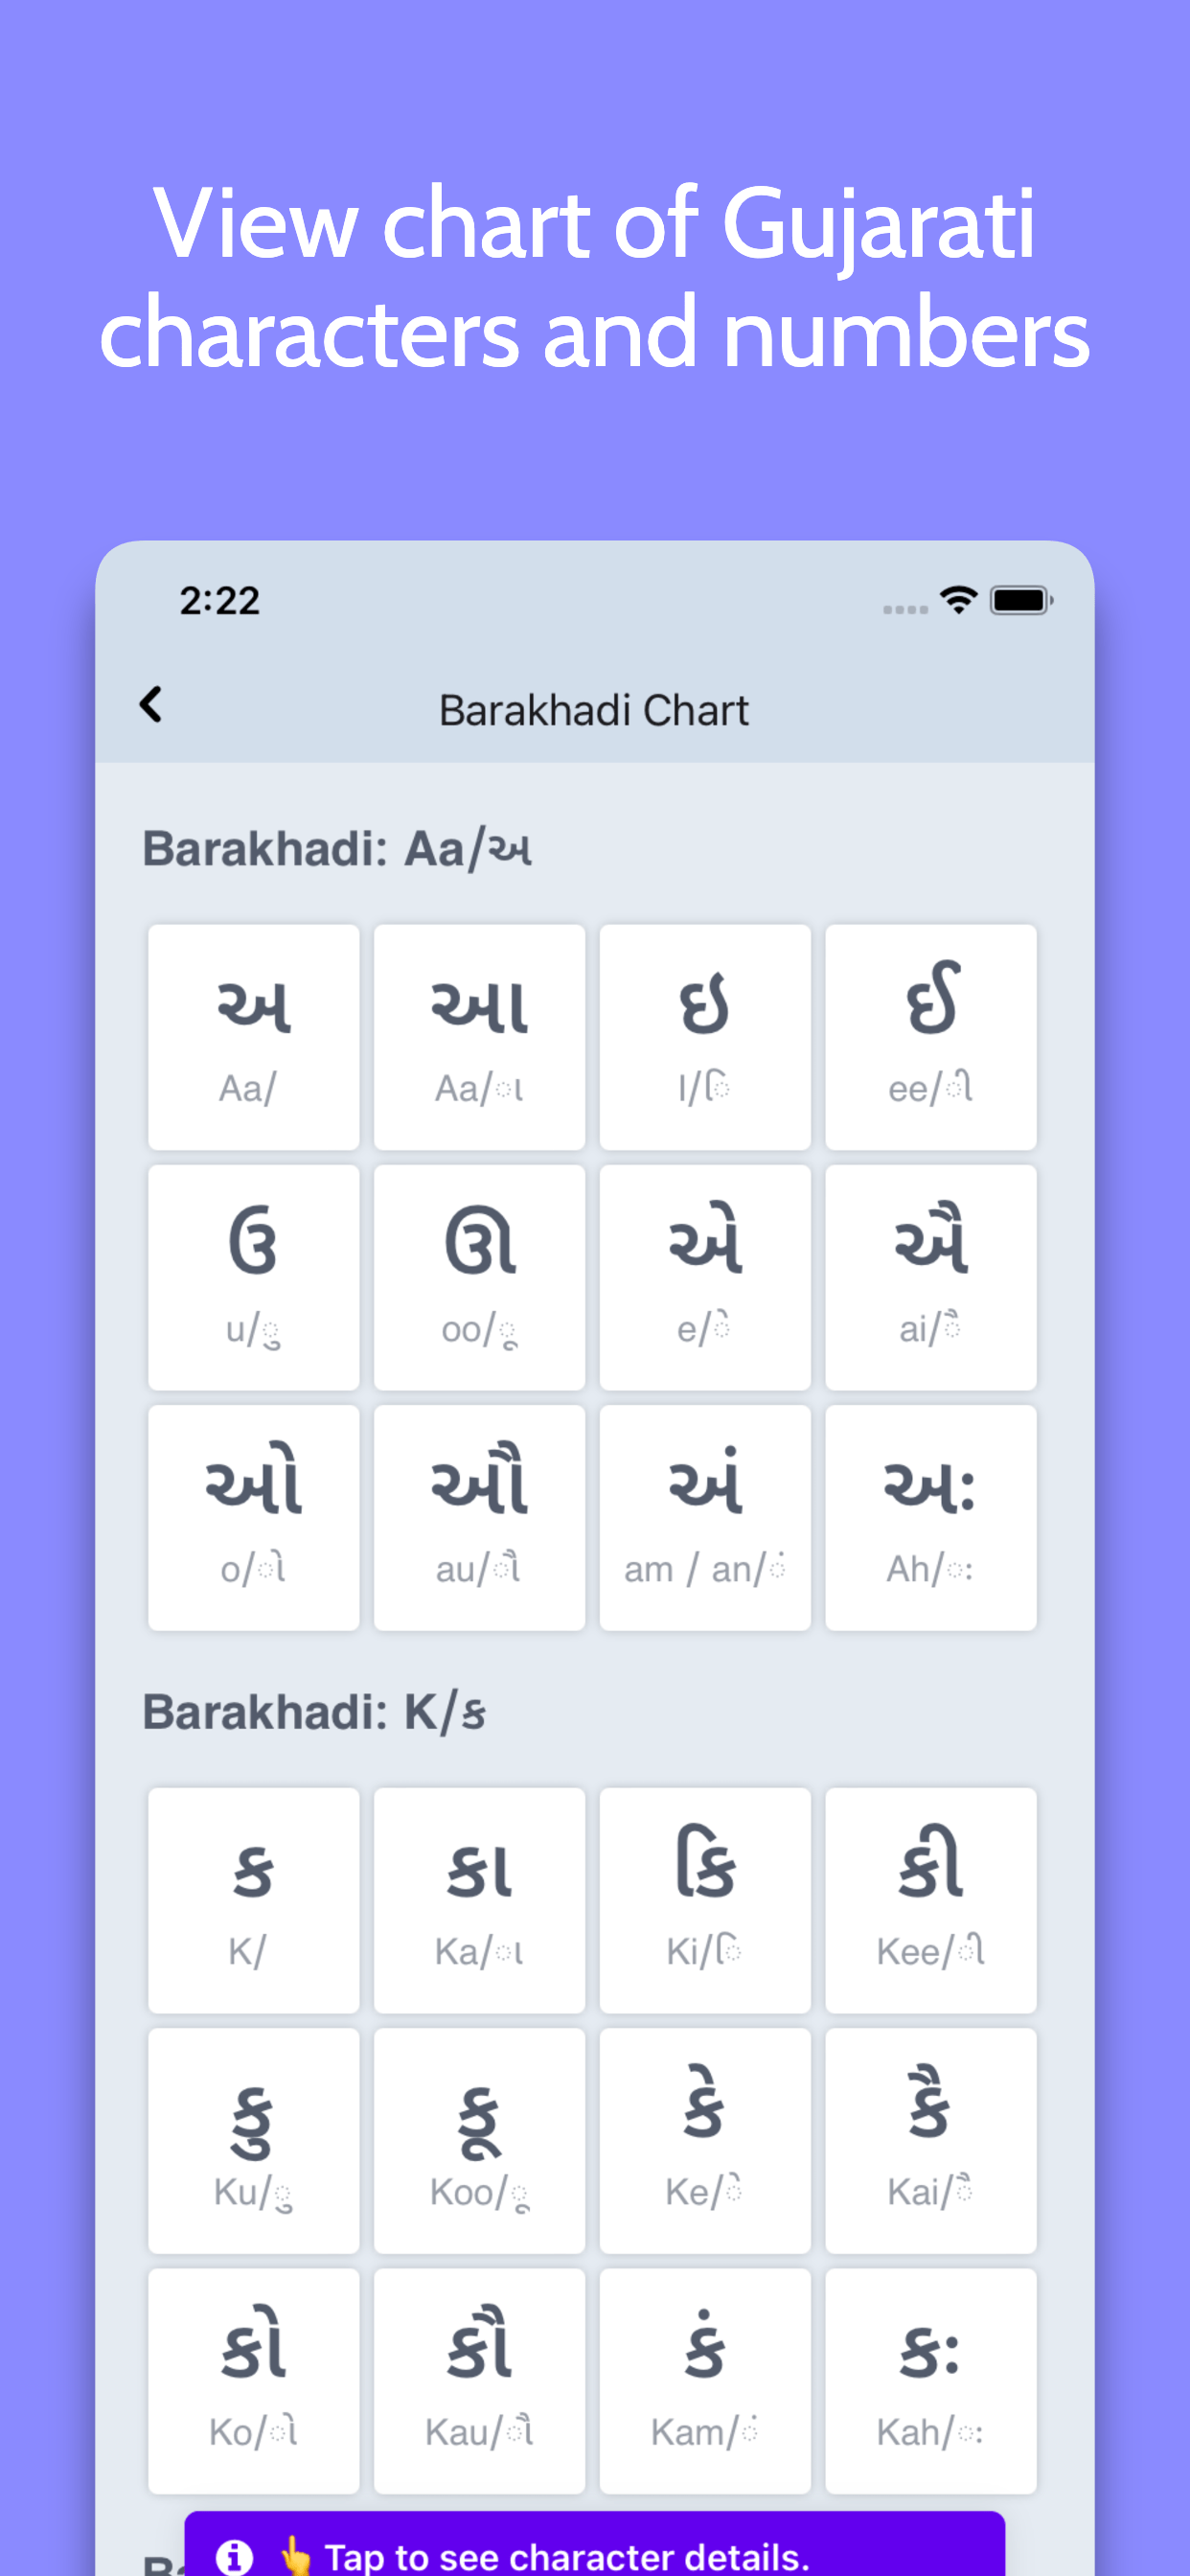 View chart of Gujarati
characters and numbers
2:22
Barakhadi Chart
Barakhadi: Aa/અ
અ આ ઇ ઈ
Aa/ Aa/ા I/િ ee/ી
ઉ ઊ એ ઐ
u/ુ oo/ૂ e/ે ai/ૈ
ઓ ઔ અં અઃ
o/ો au/ૌ am / an/ં Ah/ઃ
Barakhadi: K/ક
ક કા કિ કી
K/ Ka/ા Ki/િ Kee/ી
કુ કૂ કે કૈ
Ku/ુ Koo/ૂ Ke/ે Kai/ૈ
કો કૌ કં કઃ
Ko/ો Kau/ૌ Kam/ં Kah/ઃ
👆 Tap to see character details.